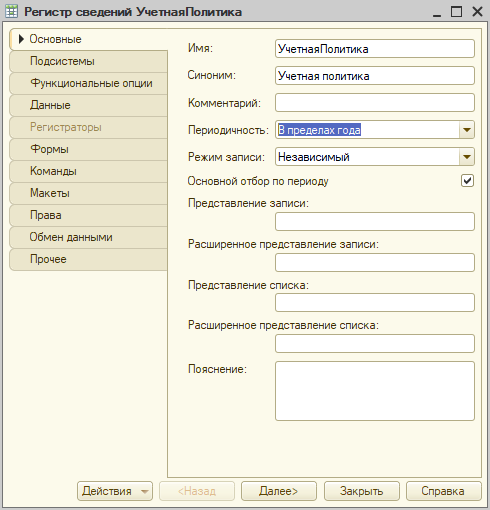 Регистр сведений УчетнаяПолитика
Основные
Подсистемы
Функциональные опции
Данные
Регистраторы
Формы
Команды
Макеты
Права
Обмен данными
Прочее
Имя: УчетнаяПолитика
Синоним: Учетная политика
Комментарий:
Периодичность: В пределах года
Режим записи: Независимый
Основной отбор по периоду
Представление записи:
Расширенное представление записи:
Представление списка:
Расширенное представление списка:
Пояснение:
Действия <Назад Далее> Закрыть Справка